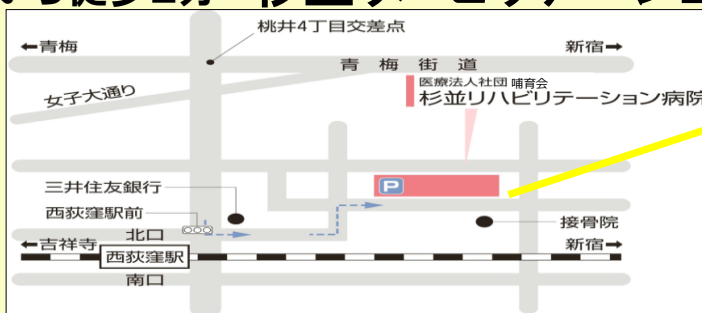 桃井4丁目交差点
←青梅
新宿→
青梅街道
女子大通り
医療法人社団 哺育会
杉並リハビリテーション病院
P
三井住友銀行
西荻窪駅前
接骨院
北口
←吉祥寺
新宿→
西荻窪駅
南口